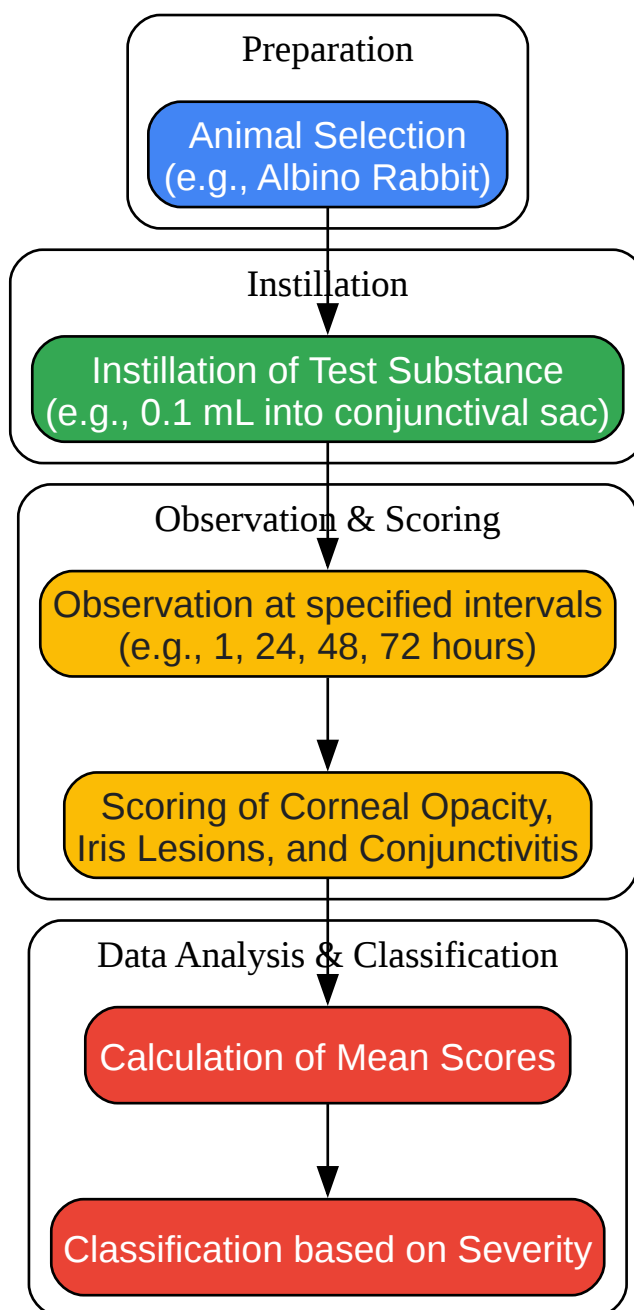 Preparation
Animal Selection
(e.g., Albino Rabbit)
Instillation
Instillation of Test Substance
(e.g., 0.1 mL into conjunctival sac)
Observation & Scoring
Observation at specified intervals
(e.g., 1, 24, 48, 72 hours)
Scoring of Corneal Opacity,
Iris Lesions, and Conjunctivitis
Data Analysis & Classification
Calculation of Mean Scores
Classification based on Severity